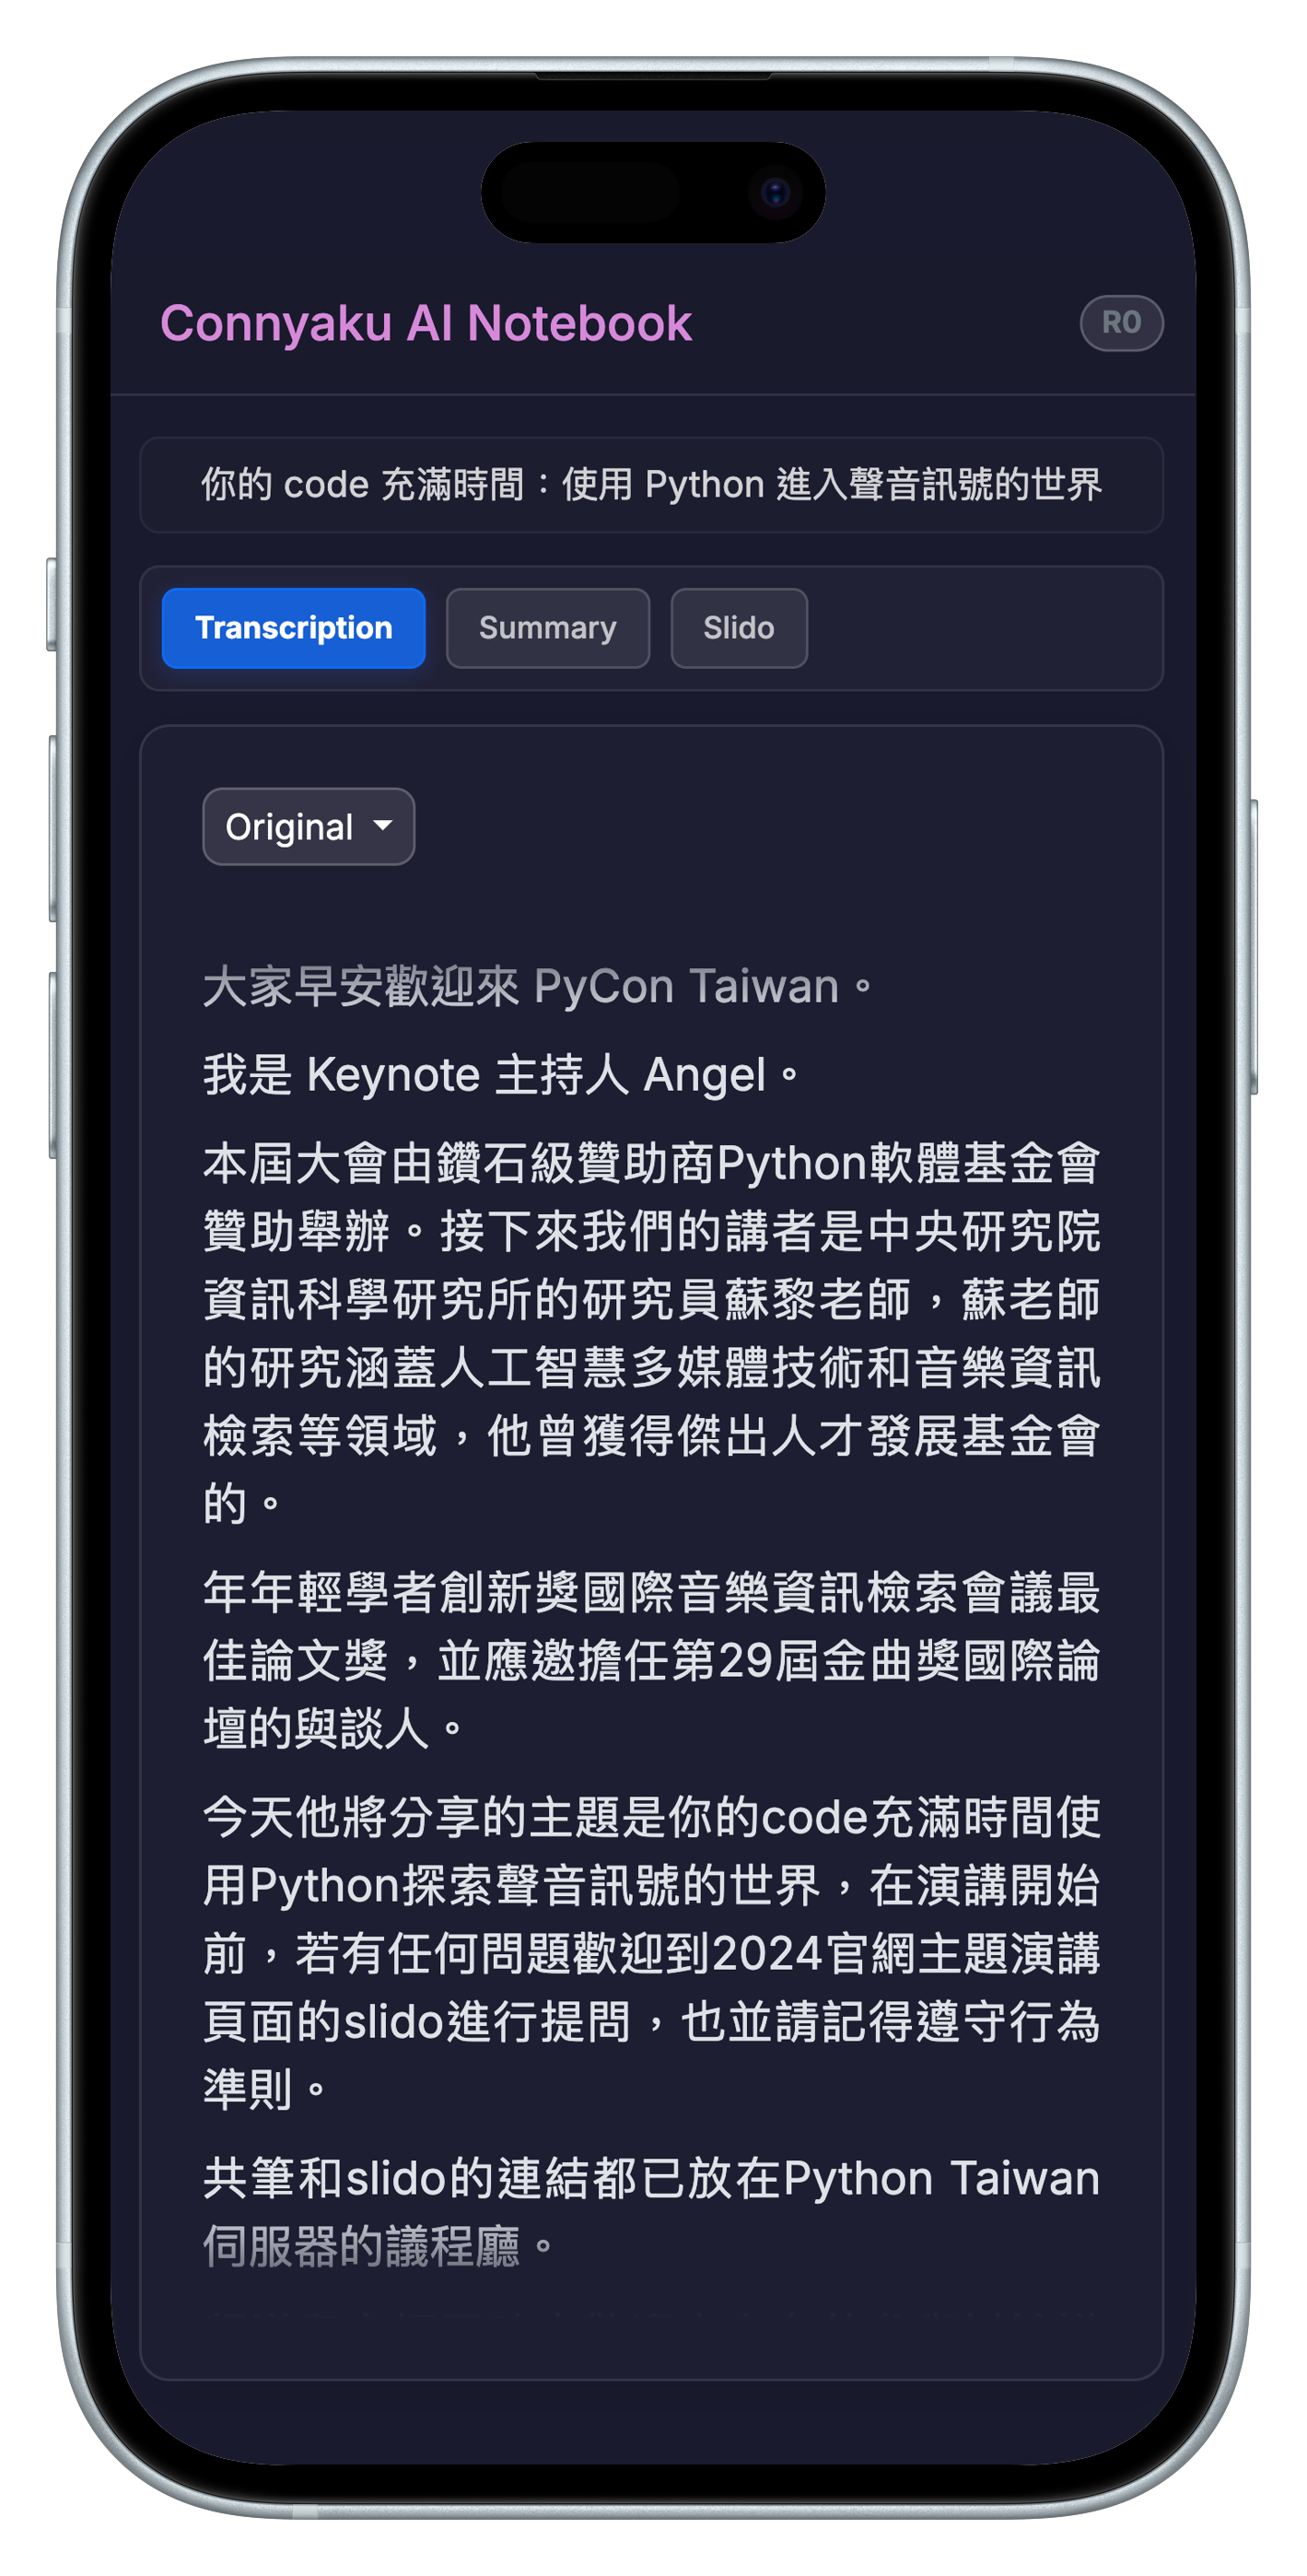 Connyaku AI Notebook
R0
你的 code 充滿時間：使用 Python 進入聲音訊號的世界
Transcription
Summary
Slido
Original
大家早安歡迎來 PyCon Taiwan。
我是 Keynote 主持人 Angel。
本屆大會由鑽石級贊助商Python軟體基金會
贊助舉辦。接下來我們的講者是中央研究院
資訊科學研究所的研究員蘇黎老師，蘇老師
的研究涵蓋人工智慧多媒體技術和音樂資訊
檢索等領域，他曾獲得傑出人才發展基金會
的。
年年輕學者創新獎國際音樂資訊檢索會議最
佳論文獎，並應邀擔任第29屆金曲獎國際論
壇的與談人。
今天他將分享的主題是你的code充滿時間使
用Python探索聲音訊號的世界，在演講開始
前，若有任何問題歡迎到2024官網主題演講
頁面的slido進行提問，也並請記得遵守行為
準則。
共筆和slido的連結都已放在Python Taiwan
伺服器的議程廳。